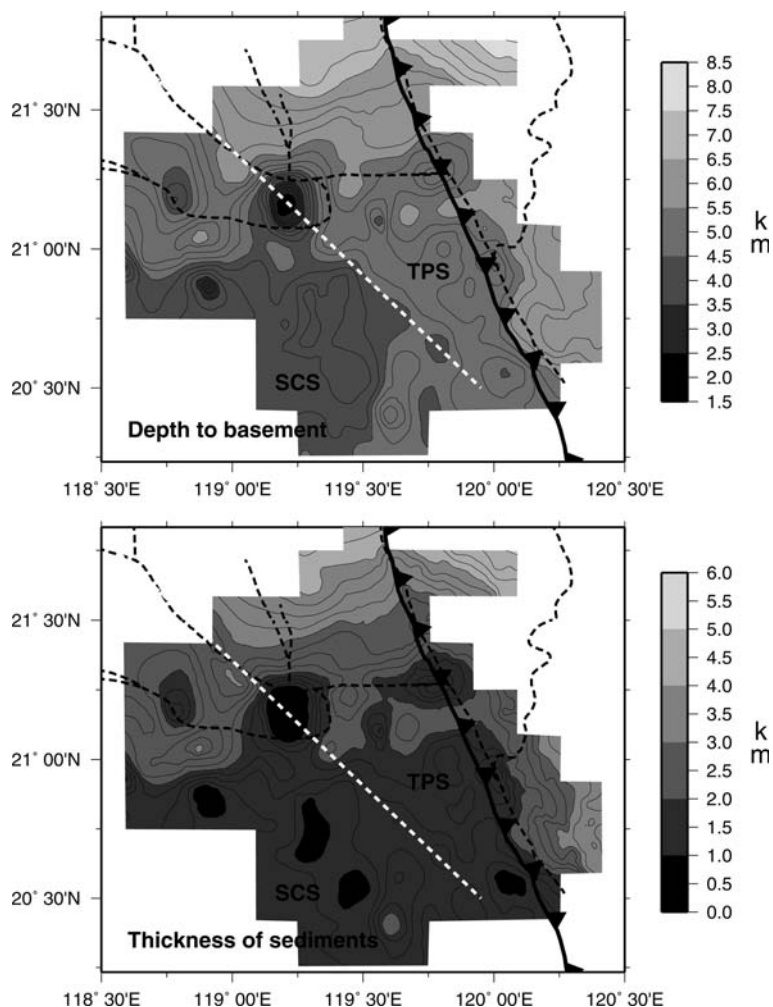 21° 30'N
21° 00'N
20° 30'N
TPS
SCS
Depth to basement
118° 30'E 119° 00'E 119° 30'E 120° 00'E 120° 30'E
8.5
8.0
7.5
7.0
6.5
6.0
5.5
5.0
4.5
4.0
3.5
3.0
2.5
2.0
1.5
k
m
21° 30'N
21° 00'N
20° 30'N
TPS
SCS
Thickness of sediments
118° 30'E 119° 00'E 119° 30'E 120° 00'E 120° 30'E
6.0
5.0
4.5
4.0
3.0
2.5
2.0
1.5
1.0
0.5
0.0
k
m